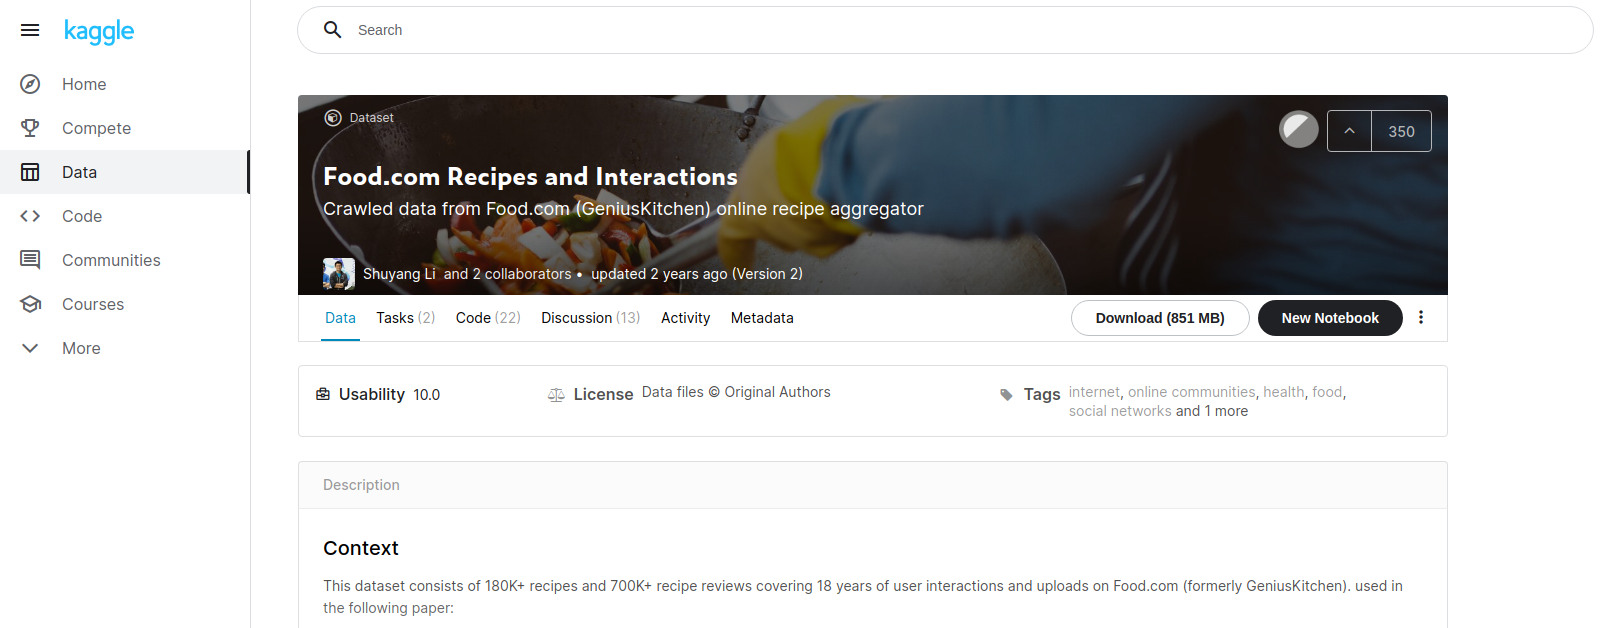 kaggle
Search
Home
Compete
Data
Code
Communities
Courses
More
Dataset
350
Food.com Recipes and Interactions
Crawled data from Food.com (GeniusKitchen) online recipe aggregator
Shuyang Li and 2 collaborators • updated 2 years ago (Version 2)
Data Tasks (2) Code (22) Discussion (13) Activity Metadata Download (851 MB) New Notebook
Usability 10.0 License Data files © Original Authors Tags internet, online communities, health, food,
social networks and 1 more
Description
Context
This dataset consists of 180K+ recipes and 700K+ recipe reviews covering 18 years of user interactions and uploads on Food.com (formerly GeniusKitchen). used in
the following paper: